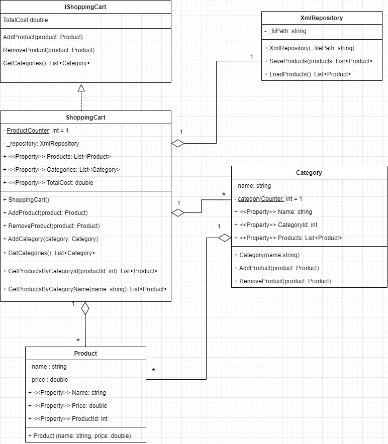 IShoppingCart
TotalCost:double
AddProduct(product: Product)
RemoveProduct(product: Product)
GetCategories(): List<Category>
XmlRepository
- _filPath: string
+ XmlRepository(_filePath: string)
+ SaveProducts(products: List<Product>)
+ LoadProducts(): List<Product>
1
ShoppingCart
- ProductCounter: int = 1
- _repository: XmlRepository
+ <<Property>> Products: List<Product>
+ <<Property>> Categories: List<Category>
+ <<Property>> TotalCost: double
+ ShoppingCart()
+ AddProduct(product: Product)
+ RemoveProduct(product: Product)
+ AddCategory(category: Category)
+ GetCategories(): List<Category>
+ GetProductsByCategoryId(productId: int): List<Product>
+ GetProductsByCategoryName(name: string): List<Product>
1
1
*
Category
- name: string
- categoryCounter: int = 1
+ <<Property>> Name: string
+ <<Property>> CategoryId: int
+ <<Property>> Products: List<Product>
+ Category(name:string)
+ AddProduct(product: Product)
+ RemoveProduct(product: Product)
1
1
*
*
Product
- name : string
- price : double
+ <<Property>> Name: string
+ <<Property>> Price: double
+ <<Property>> ProductId: int
+ Product (name: string, price: double)